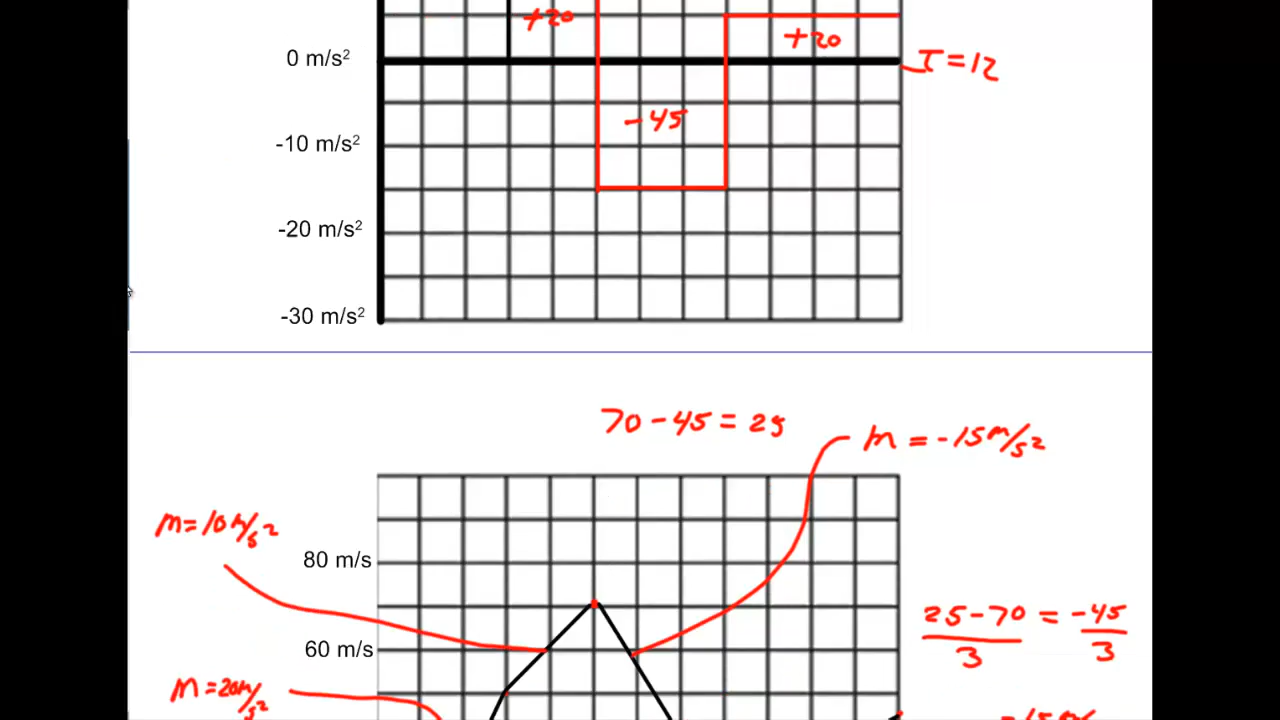 +20
+20
0 m/s²
T=12
-45
-10 m/s²
-20 m/s²
-30 m/s²
70-45=25
m=-15m/s²
m=10m/s²
80 m/s
25-70 = -45
3 3
60 m/s
m=20m/s²